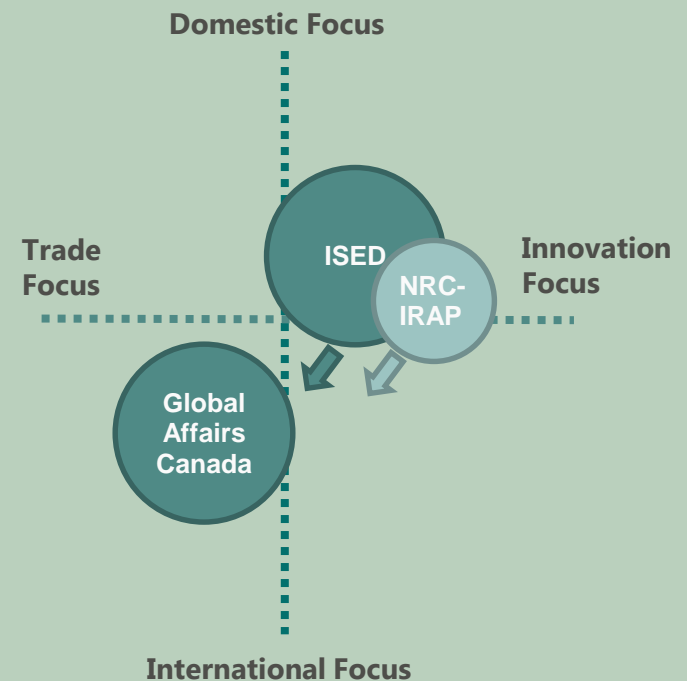 Domestic Focus
Trade
Focus
ISED
NRC-
IRAP
Innovation
Focus
Global
Affairs
Canada
International Focus